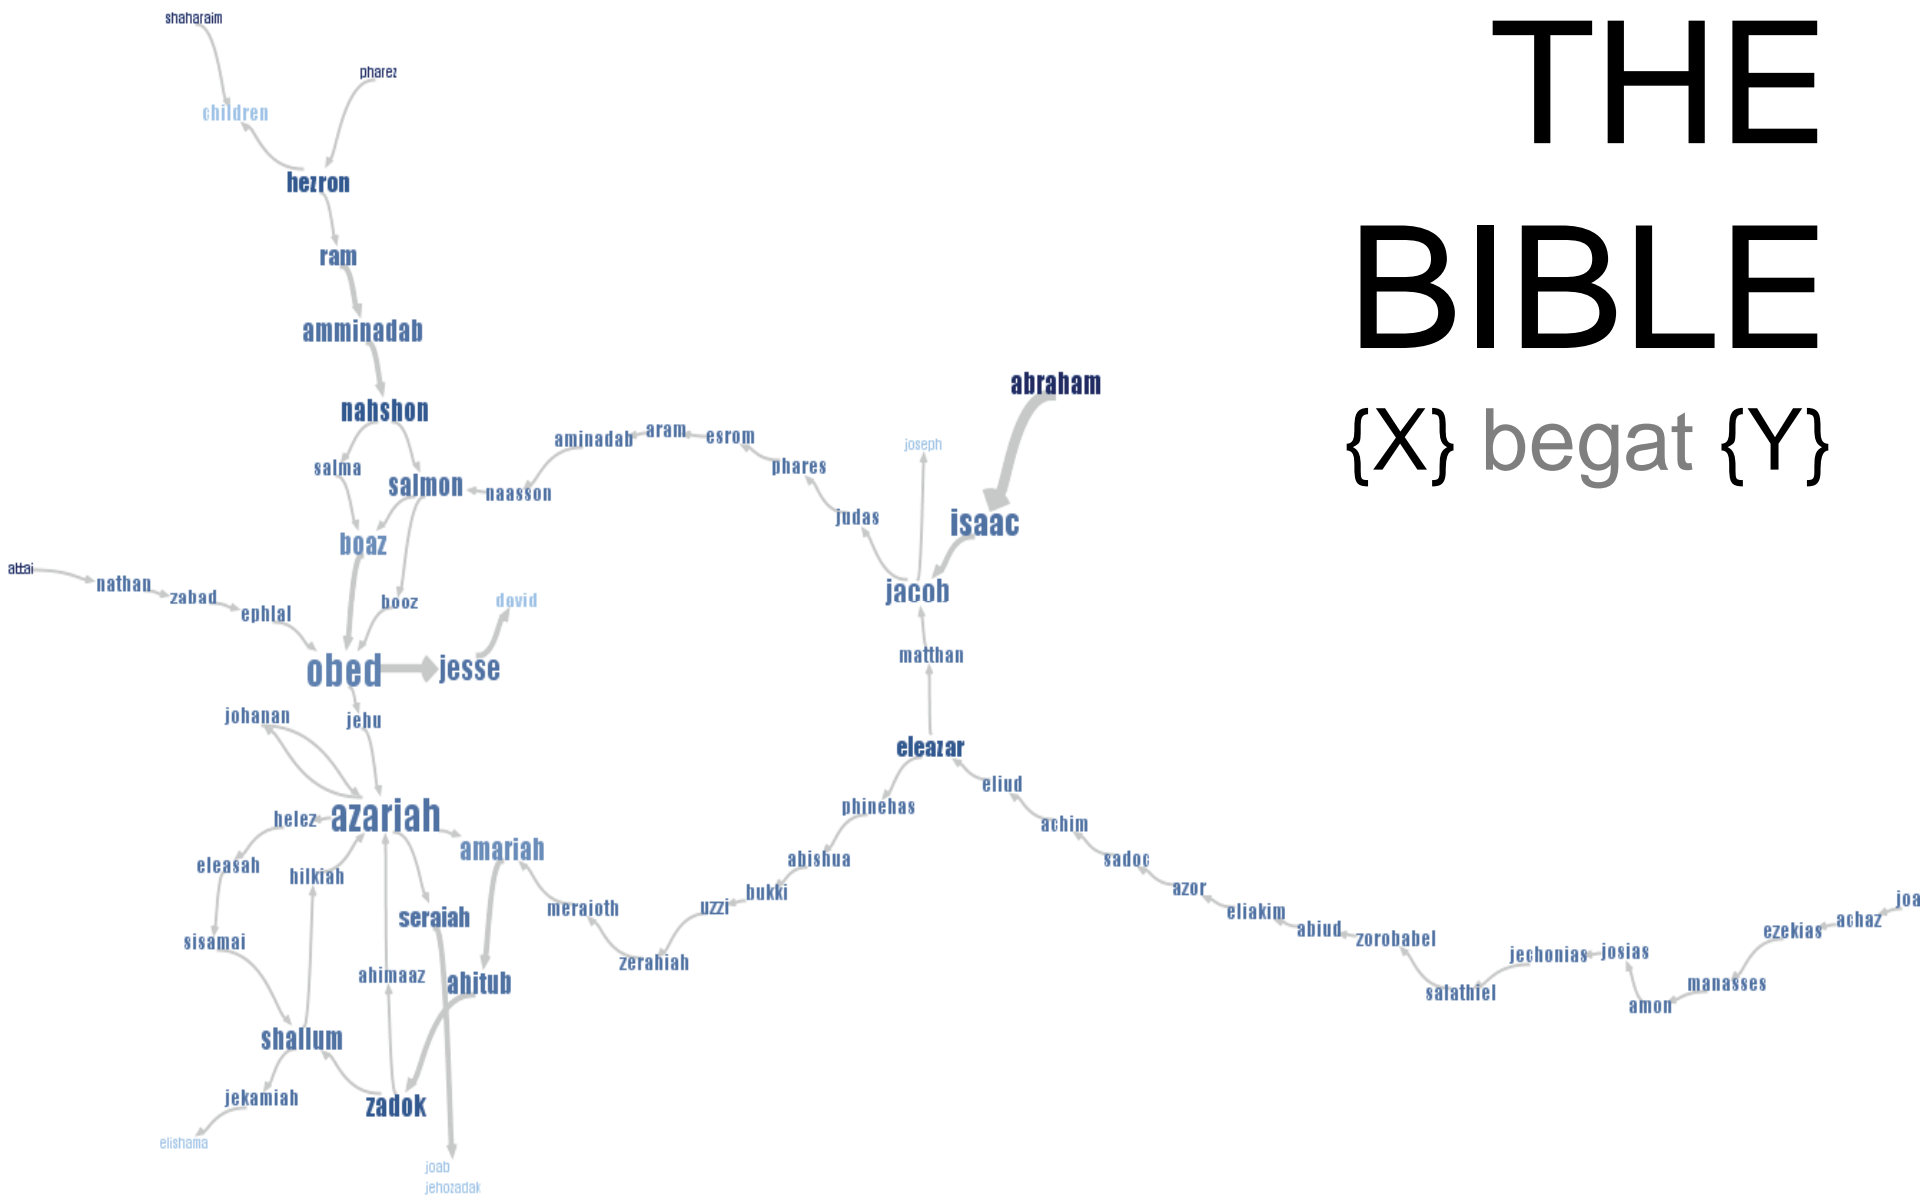 THE
BIBLE
{X} begat {Y}
shaharaim
pharez
children
hezron
ram
amminadab
nahshon
salma
salmon
naasson
aminadab
aram
esrom
phares
judas
joseph
abraham
isaac
jacob
boaz
booz
attai
nathan
zabad
ephlal
obed
jesse
david
matthan
johanan
jehu
eleazar
azariah
helez
amariah
eleasah
hilkiah
phinehas
eliud
achim
abishua
sadoc
bukki
azor
uzzi
meraioth
seraiah
eliakim
abiud
zorobabel
jechonias
josias
ezekias
achaz
joa
sisamai
zerahiah
ahimaaz
ahitub
salathiel
manasses
amon
shallum
jekamiah
zadok
elishama
joab
jehozadak